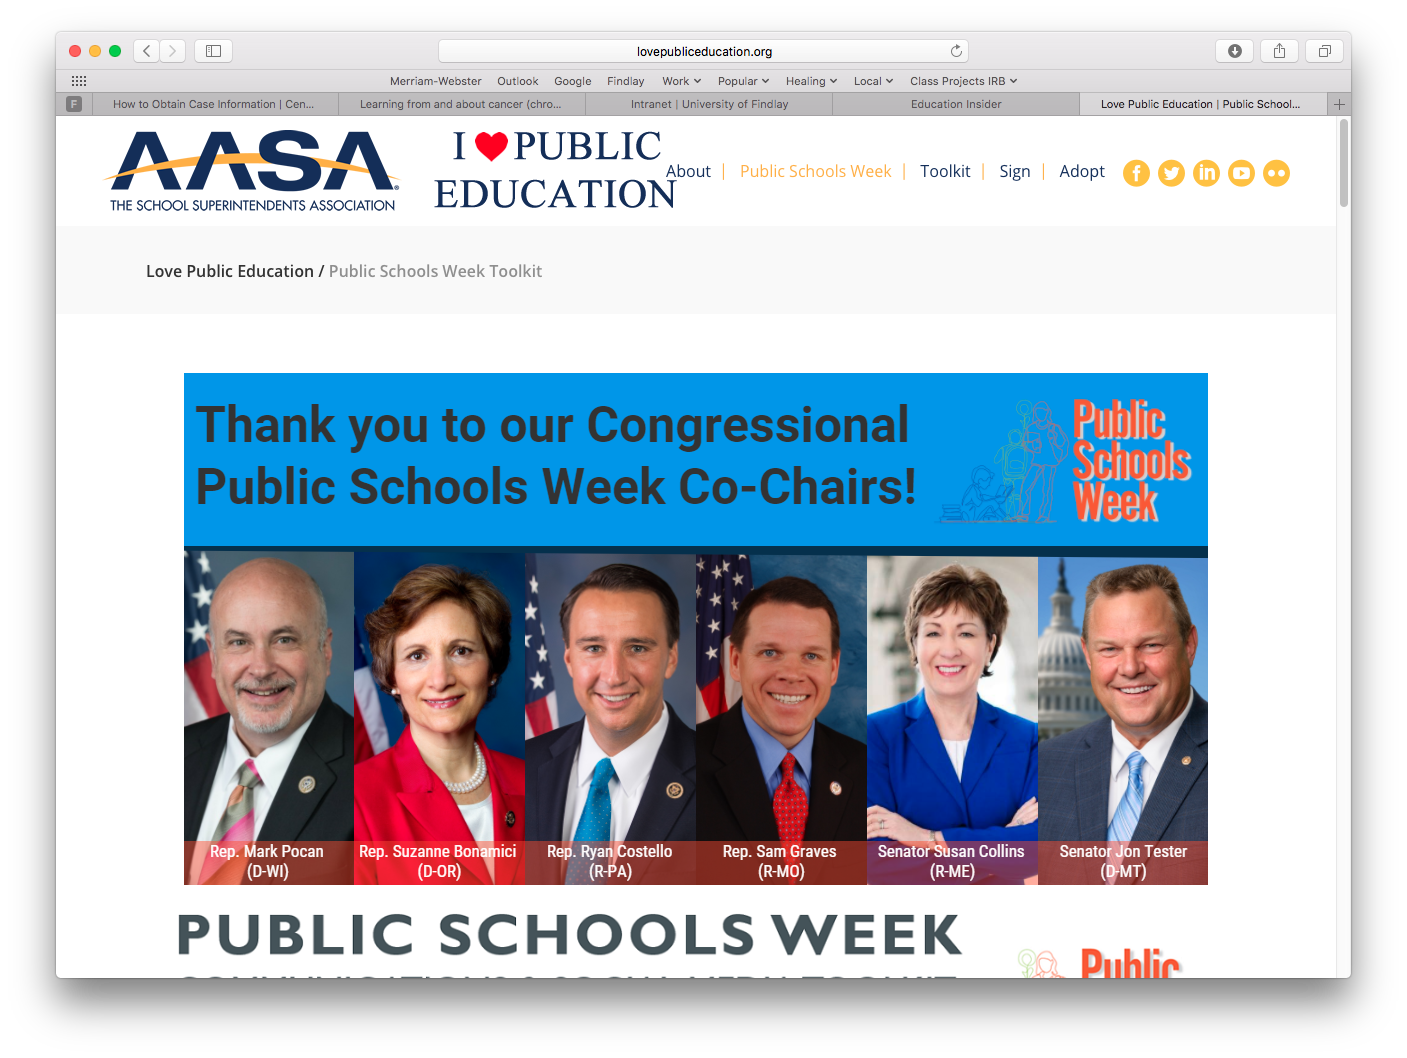 lovepubliceducation.org
Merriam-Webster Outlook Google Findlay Work Popular Healing Local Class Projects IRB
F How to Obtain Case Information | Cen... Learning from and about cancer (chro... Intranet | University of Findlay Education Insider Love Public Education | Public School...
AASA
THE SCHOOL SUPERINTENDENTS ASSOCIATION
I ❤ PUBLIC
EDUCATION
About | Public Schools Week | Toolkit | Sign | Adopt
Love Public Education / Public Schools Week Toolkit
Thank you to our Congressional
Public Schools Week Co-Chairs!
Public
Schools
Week
Rep. Mark Pocan
(D-WI)
Rep. Suzanne Bonamici
(D-OR)
Rep. Ryan Costello
(R-PA)
Rep. Sam Graves
(R-MO)
Senator Susan Collins
(R-ME)
Senator Jon Tester
(D-MT)
PUBLIC SCHOOLS WEEK
Public